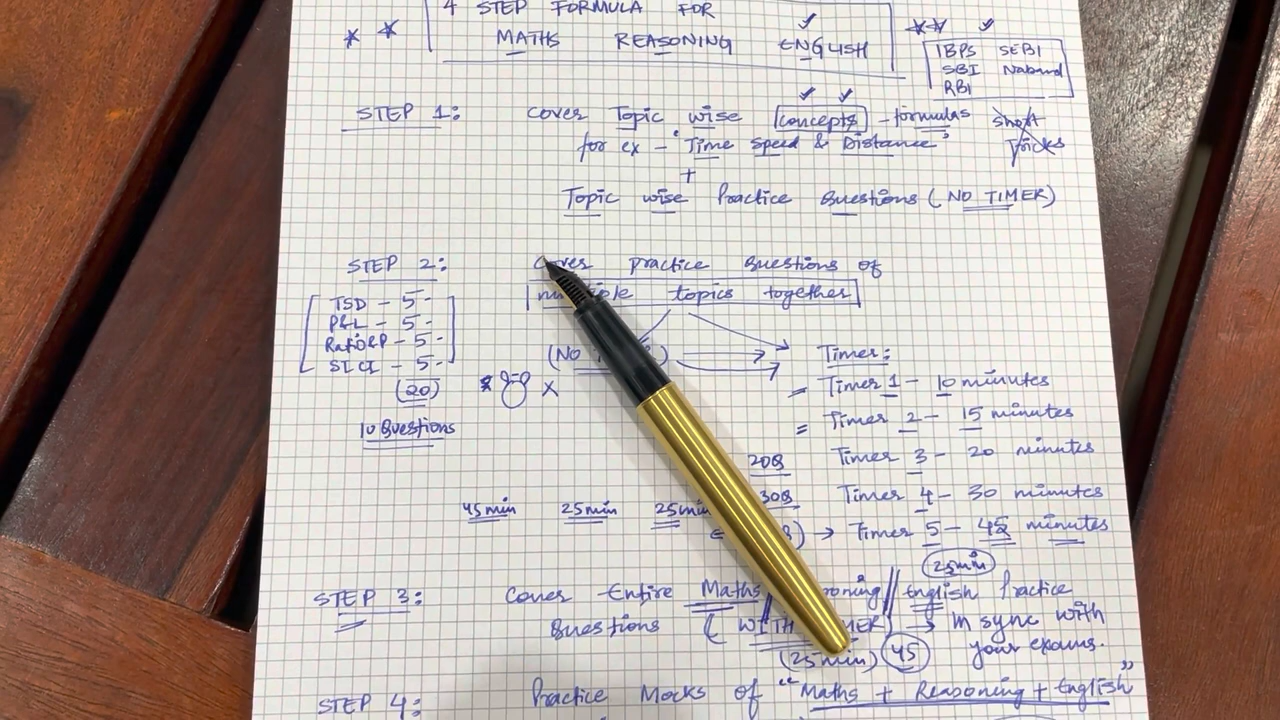 4 STEP FORMULA FOR
MATHS REASONING ENGLISH
IBPS SEBI
SBI Nabard
RBI
STEP 1: Cover Topic wise concepts - formulas short tricks
for ex - "Time Speed & Distance"
+
Topic wise Practice Questions (NO TIMER)
STEP 2: Cover practice questions of
topics together
TSD - 5-
P&L - 5-
Rat&P - 5-
SICI - 5-
(20)
10 Questions
(NO
Timer:
= Timer 1 - 10 minutes
= Timer 2 - 15 minutes
20Q Timer 3 - 20 minutes
30Q Timer 4 - 30 minutes
45min 25min 25min
→ Timer 5 - 45 minutes
(25min)
STEP 3: Cover Entire Maths English Practice
Questions (WITH → In sync with
(25min) 45 your exams.
STEP 4: Practice Mocks of "Maths + Reasoning + English"